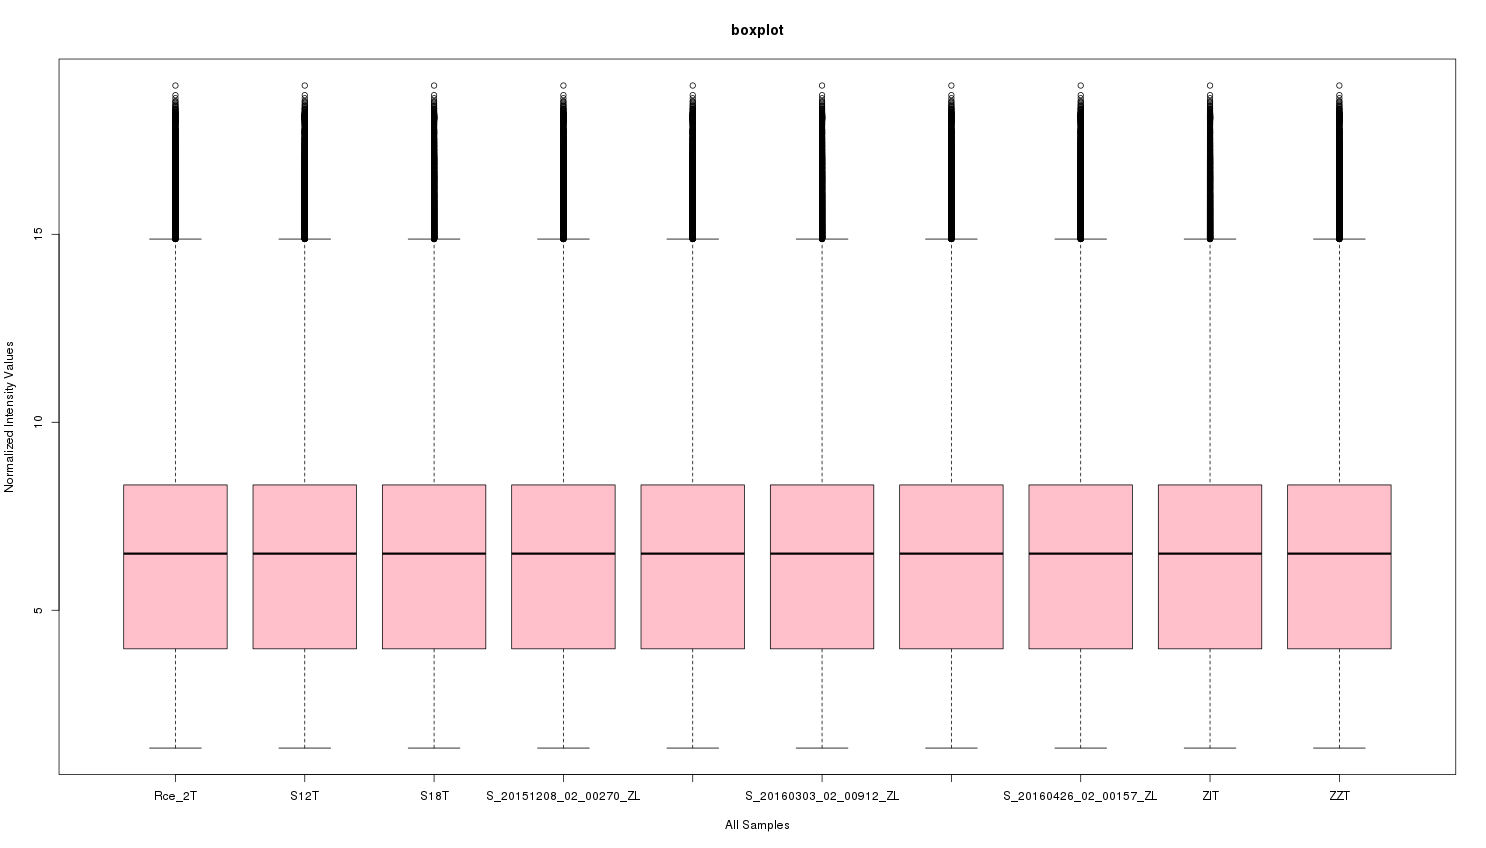 boxplot
Normalized Intensity Values
15
10
5
Rce_2T S12T S18T S_20151208_02_00270_ZL S_20160303_02_00912_ZL S_20160426_02_00157_ZL ZIT ZZT
All Samples